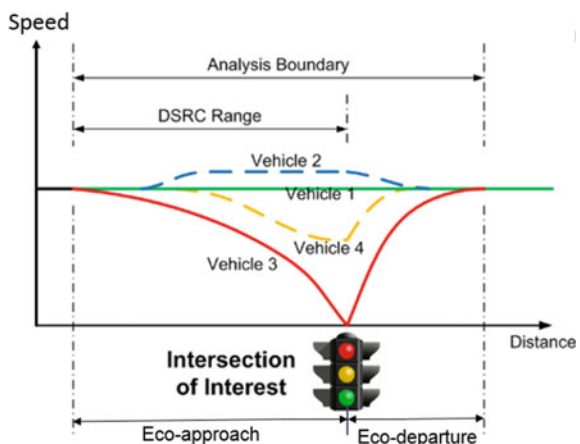 Speed
Analysis Boundary
DSRC Range
Vehicle 2
Vehicle 1
Vehicle 4
Vehicle 3
Distance
Intersection
of Interest
Eco-approach
Eco-departure